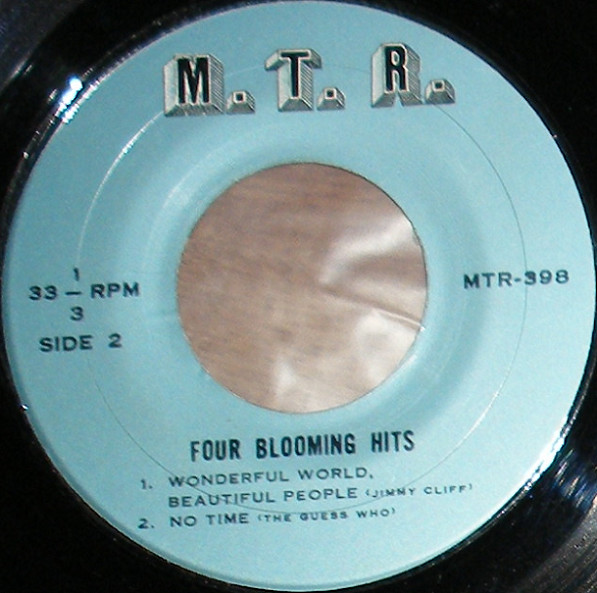 M.T.R.
33 1/3 RPM
MTR-398
SIDE 2
FOUR BLOOMING HITS
1. WONDERFUL WORLD,
BEAUTIFUL PEOPLE (JIMMY CLIFF)
2. NO TIME (THE GUESS WHO)